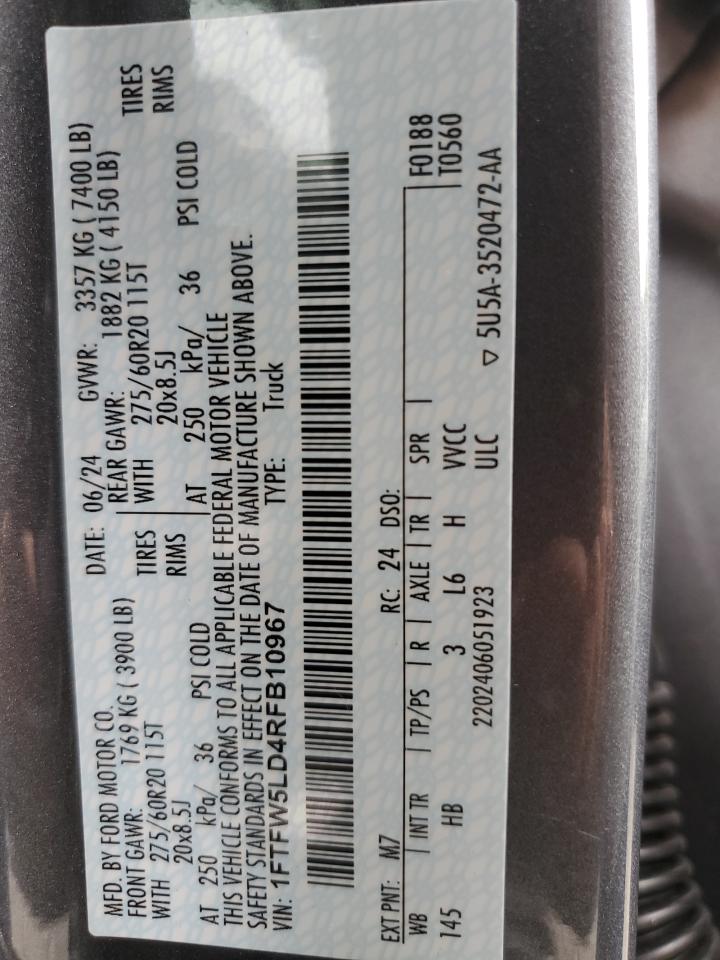 MFD. BY FORD MOTOR CO. DATE: 06/24 GVWR: 3357 KG ( 7400 LB)
FRONT GAWR: 1769 KG ( 3900 LB) REAR GAWR: 1882 KG ( 4150 LB)
WITH 275/60R20 115T TIRES WITH 275/60R20 115T TIRES
20x8.5J RIMS 20x8.5J RIMS
AT 250 kPa/ 36 PSI COLD AT 250 kPa/ 36 PSI COLD
THIS VEHICLE CONFORMS TO ALL APPLICABLE FEDERAL MOTOR VEHICLE
SAFETY STANDARDS IN EFFECT ON THE DATE OF MANUFACTURE SHOWN ABOVE.
VIN: 1FTFW5LD4RFB10967 TYPE: Truck
EXT PNT: M7 RC: 24 DSO: F0188
WB INT TR TP/PS R AXLE TR SPR T0560
145 HB 3 L6 H VVCC
2202406051923 ULC ▽ 5U5A-3520472-AA